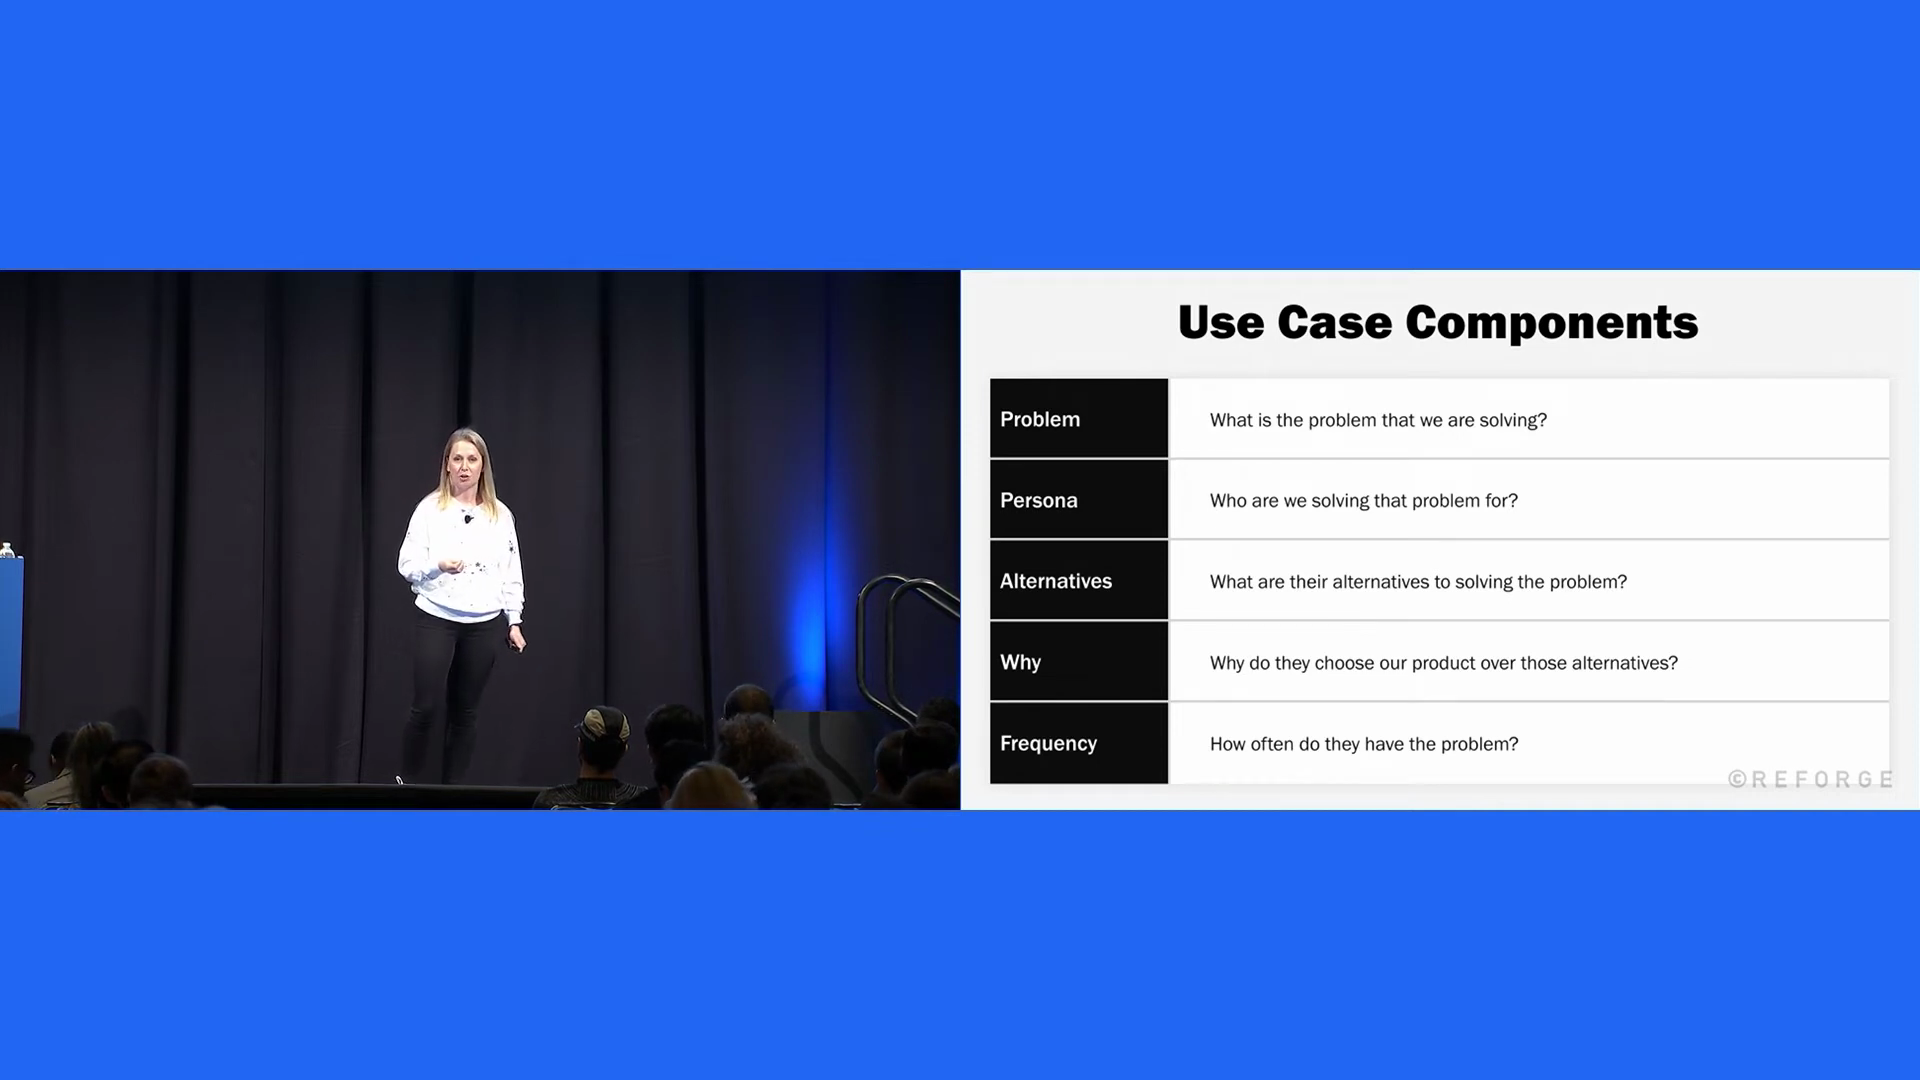 Use Case Components
Problem
What is the problem that we are solving?
Persona
Who are we solving that problem for?
Alternatives
What are their alternatives to solving the problem?
Why
Why do they choose our product over those alternatives?
Frequency
How often do they have the problem?
©REFORGE